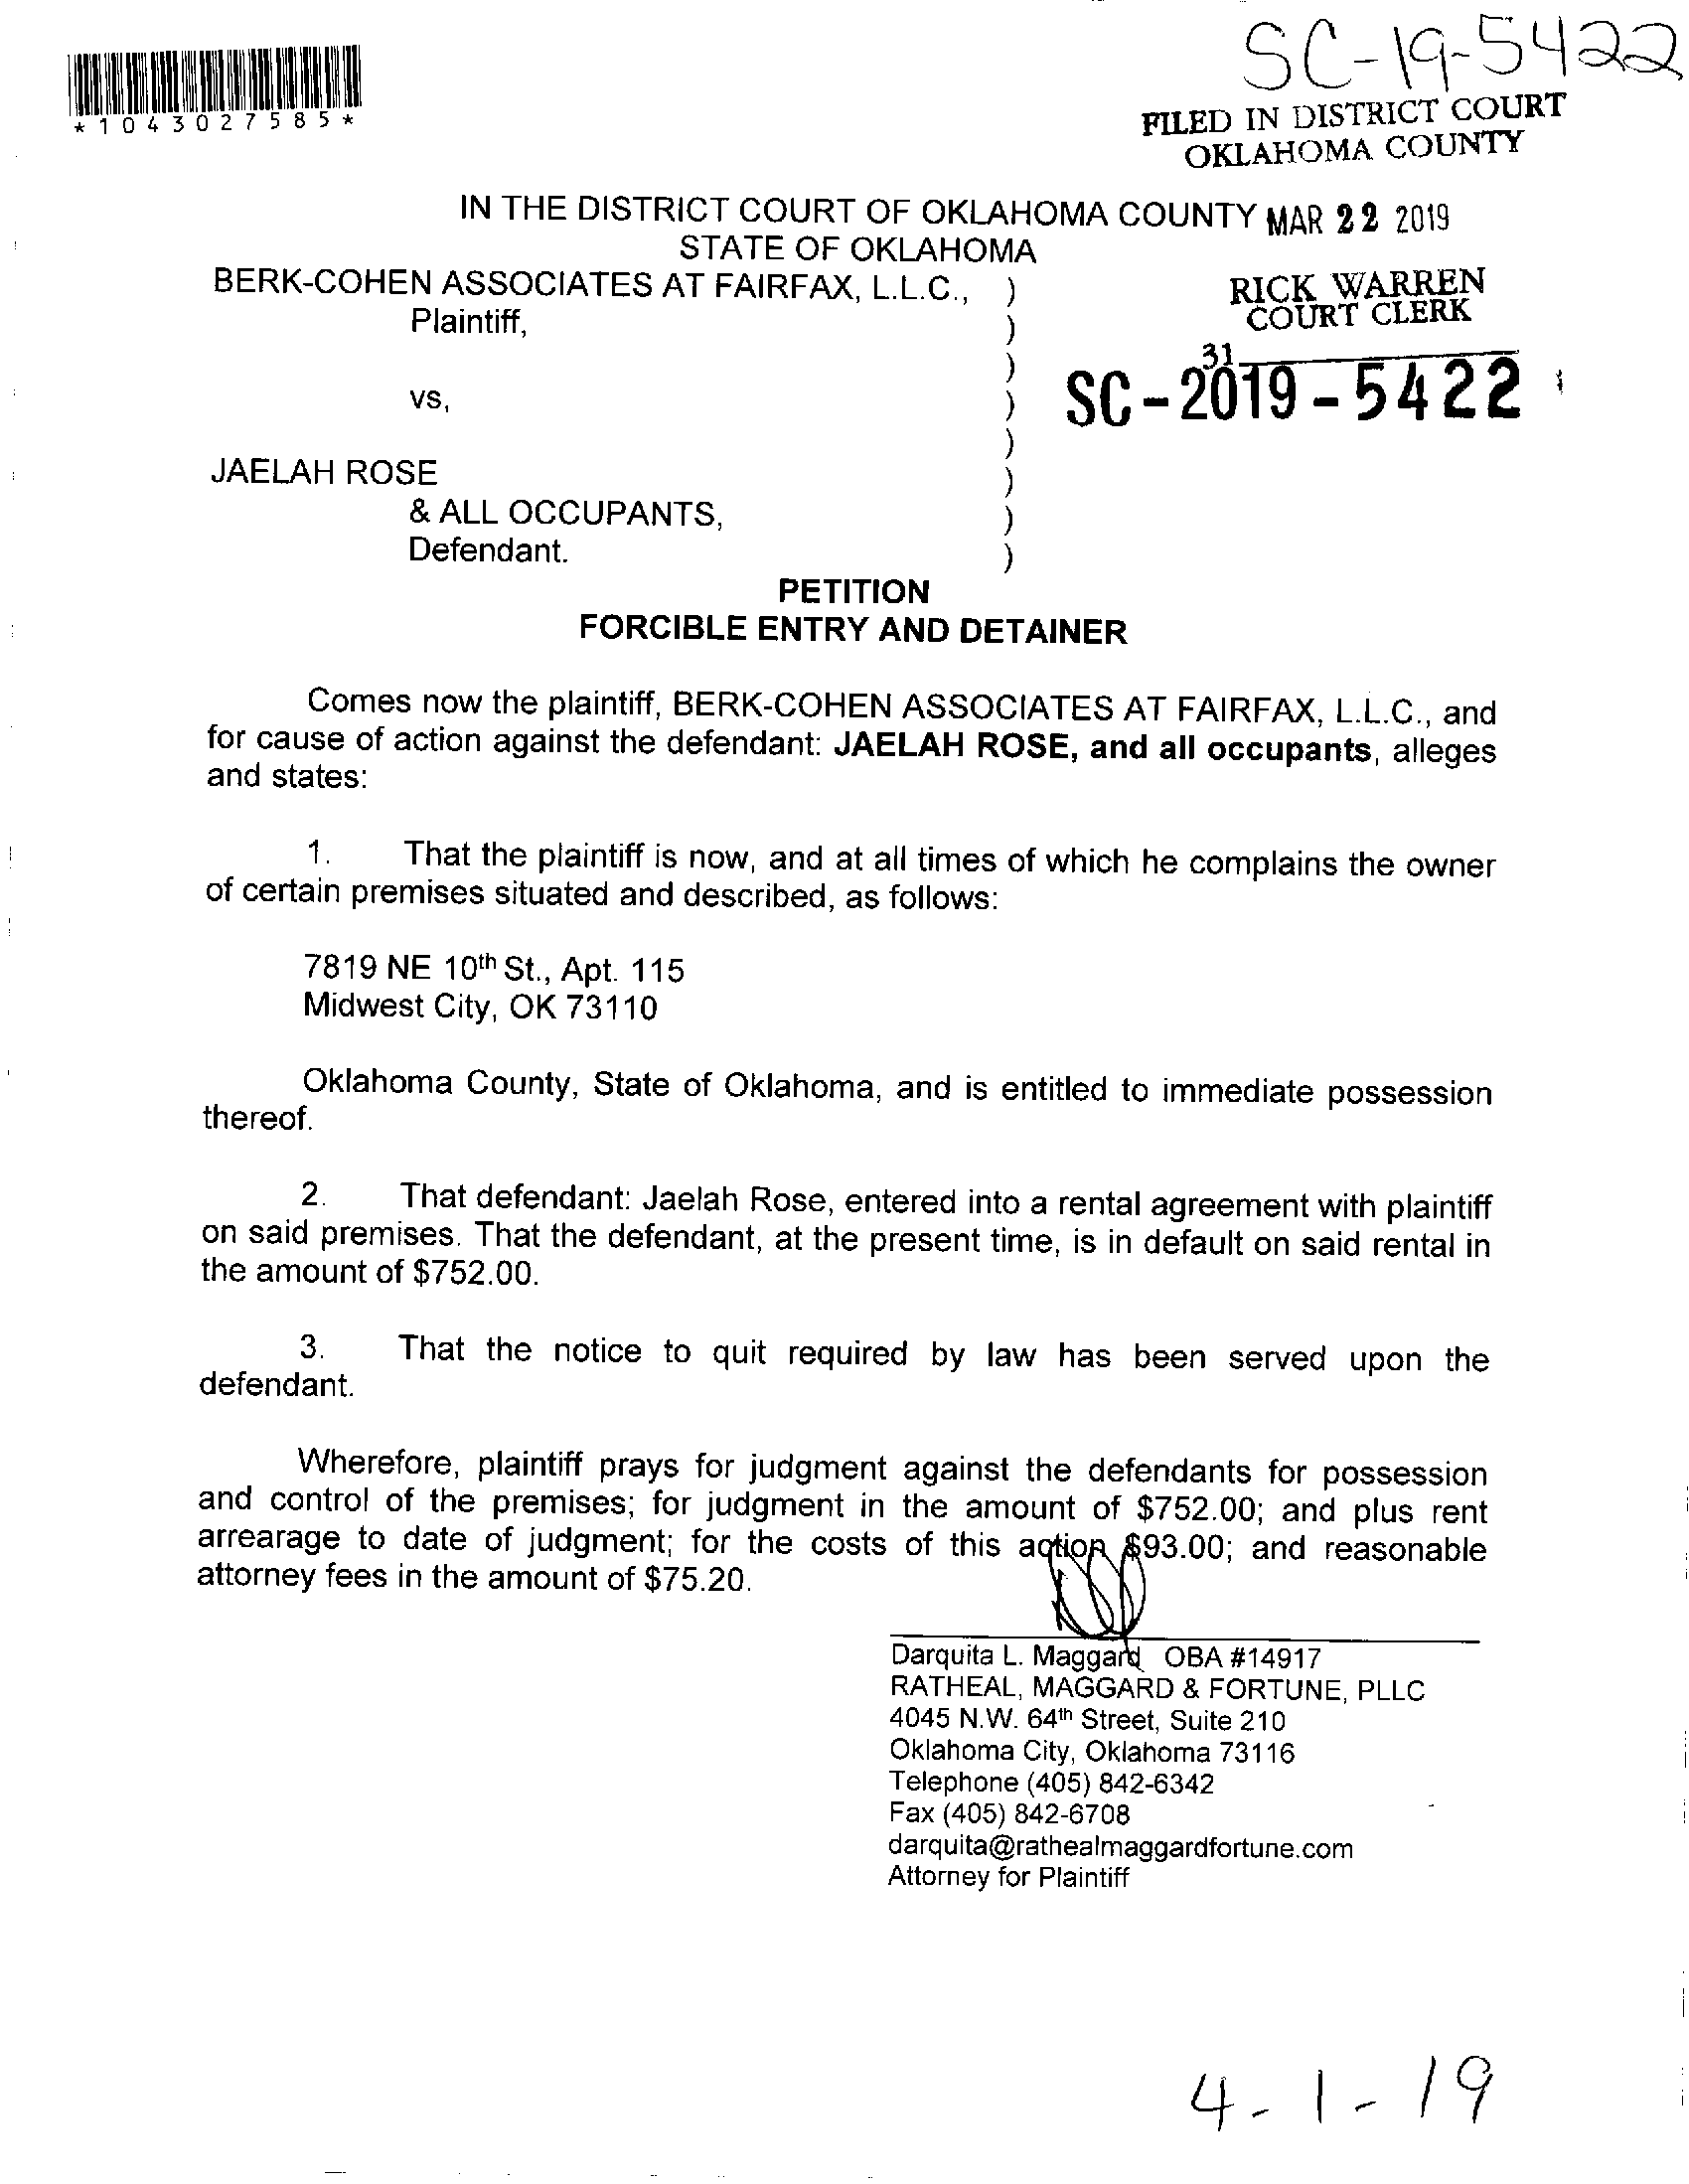 SC-19-5422
*1043027585*
FILED IN DISTRICT COURT
OKLAHOMA COUNTY
IN THE DISTRICT COURT OF OKLAHOMA COUNTY MAR 22 2019
STATE OF OKLAHOMA
BERK-COHEN ASSOCIATES AT FAIRFAX, L.L.C., )
RICK WARREN
COURT CLERK
Plaintiff, )
31
)
SC-2019-5422
vs, )
)
JAELAH ROSE )
& ALL OCCUPANTS, )
Defendant. )
PETITION
FORCIBLE ENTRY AND DETAINER
Comes now the plaintiff, BERK-COHEN ASSOCIATES AT FAIRFAX, L.L.C., and
for cause of action against the defendant: JAELAH ROSE, and all occupants, alleges
and states:
1. That the plaintiff is now, and at all times of which he complains the owner
of certain premises situated and described, as follows:
7819 NE 10th St., Apt. 115
Midwest City, OK 73110
Oklahoma County, State of Oklahoma, and is entitled to immediate possession
thereof.
2. That defendant: Jaelah Rose, entered into a rental agreement with plaintiff
on said premises. That the defendant, at the present time, is in default on said rental in
the amount of $752.00.
3. That the notice to quit required by law has been served upon the
defendant.
Wherefore, plaintiff prays for judgment against the defendants for possession
and control of the premises; for judgment in the amount of $752.00; and plus rent
arrearage to date of judgment; for the costs of this action $93.00; and reasonable
attorney fees in the amount of $75.20.
Darquita L. Maggard OBA #14917
RATHEAL, MAGGARD & FORTUNE, PLLC
4045 N.W. 64th Street, Suite 210
Oklahoma City, Oklahoma 73116
Telephone (405) 842-6342
Fax (405) 842-6708
darquita@rathealmaggardfortune.com
Attorney for Plaintiff
4-1-19